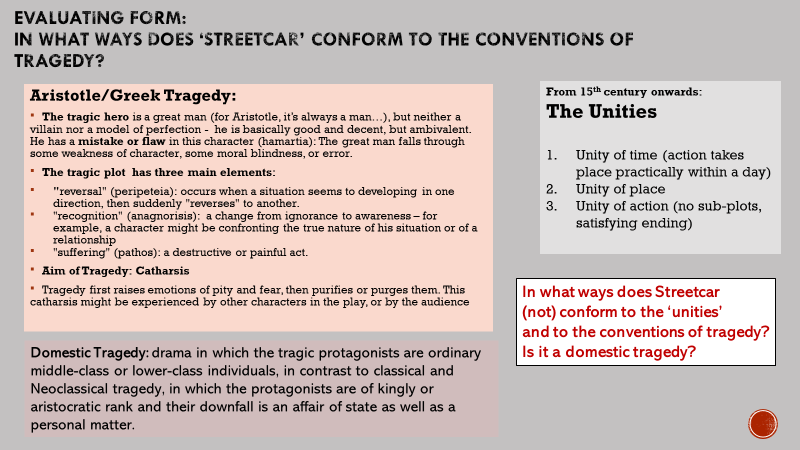 EVALUATING FORM:
IN WHAT WAYS DOES ‘STREETCAR’ CONFORM TO THE CONVENTIONS OF
TRAGEDY?
Aristotle/Greek Tragedy:
▪ The tragic hero is a great man (for Aristotle, it’s always a man…), but neither a
villain nor a model of perfection - he is basically good and decent, but ambivalent.
He has a mistake or flaw in this character (hamartia): The great man falls through
some weakness of character, some moral blindness, or error.
▪ The tragic plot has three main elements:
▪ "reversal" (peripeteia): occurs when a situation seems to developing in one
direction, then suddenly "reverses" to another.
▪ "recognition" (anagnorisis): a change from ignorance to awareness – for
example, a character might be confronting the true nature of his situation or of a
relationship
▪ "suffering" (pathos): a destructive or painful act.
▪ Aim of Tragedy: Catharsis
▪ Tragedy first raises emotions of pity and fear, then purifies or purges them. This
catharsis might be experienced by other characters in the play, or by the audience
Domestic Tragedy: drama in which the tragic protagonists are ordinary
middle-class or lower-class individuals, in contrast to classical and
Neoclassical tragedy, in which the protagonists are of kingly or
aristocratic rank and their downfall is an affair of state as well as a
personal matter.
From 15th century onwards:
The Unities
1. Unity of time (action takes
place practically within a day)
2. Unity of place
3. Unity of action (no sub-plots,
satisfying ending)
In what ways does Streetcar
(not) conform to the ‘unities’
and to the conventions of tragedy?
Is it a domestic tragedy?